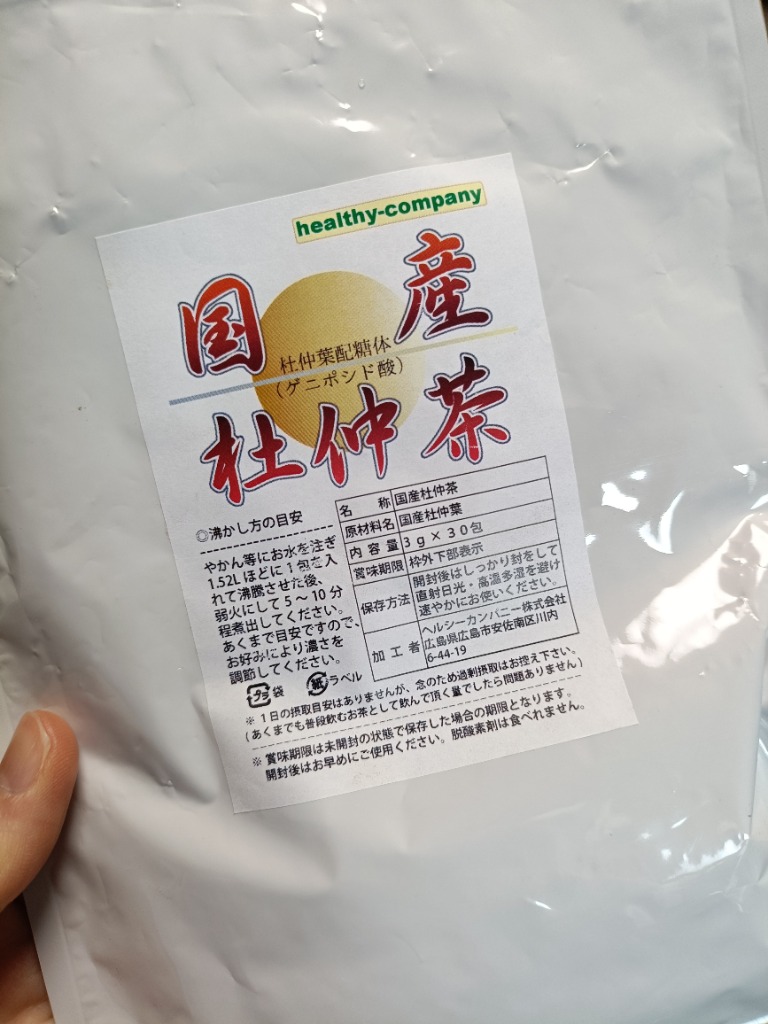 healthy-company
国産
杜仲葉配糖体
（ゲニポシド酸）
杜仲茶
◎沸かし方の目安
やかん等にお水を注ぎ
1.52Lほどに1包を入
れて沸騰させた後、
弱火にして5～10分
程煮出してください。
あくまで目安ですので、
お好みにより濃さを
調節してください。
名 称 国産杜仲茶
原材料名 国産杜仲葉
内容量 3g×30包
賞味期限 枠外下部表示
保存方法 開封後はしっかり封をして
直射日光・高温多湿を避け
速やかにお使いください。
加工者 ヘルシーカンパニー株式会社
広島県広島市安佐南区川内
6-44-19
プラ 袋 紙 ラベル
※ 1日の摂取目安はありませんが、念のため過剰摂取はお控え下さい。
(あくまでも普段飲むお茶として飲んで頂く量でしたら問題ありません)
※ 賞味期限は未開封の状態で保存した場合の期限となります。
開封後はお早めにご使用ください。脱酸素剤は食べれません。